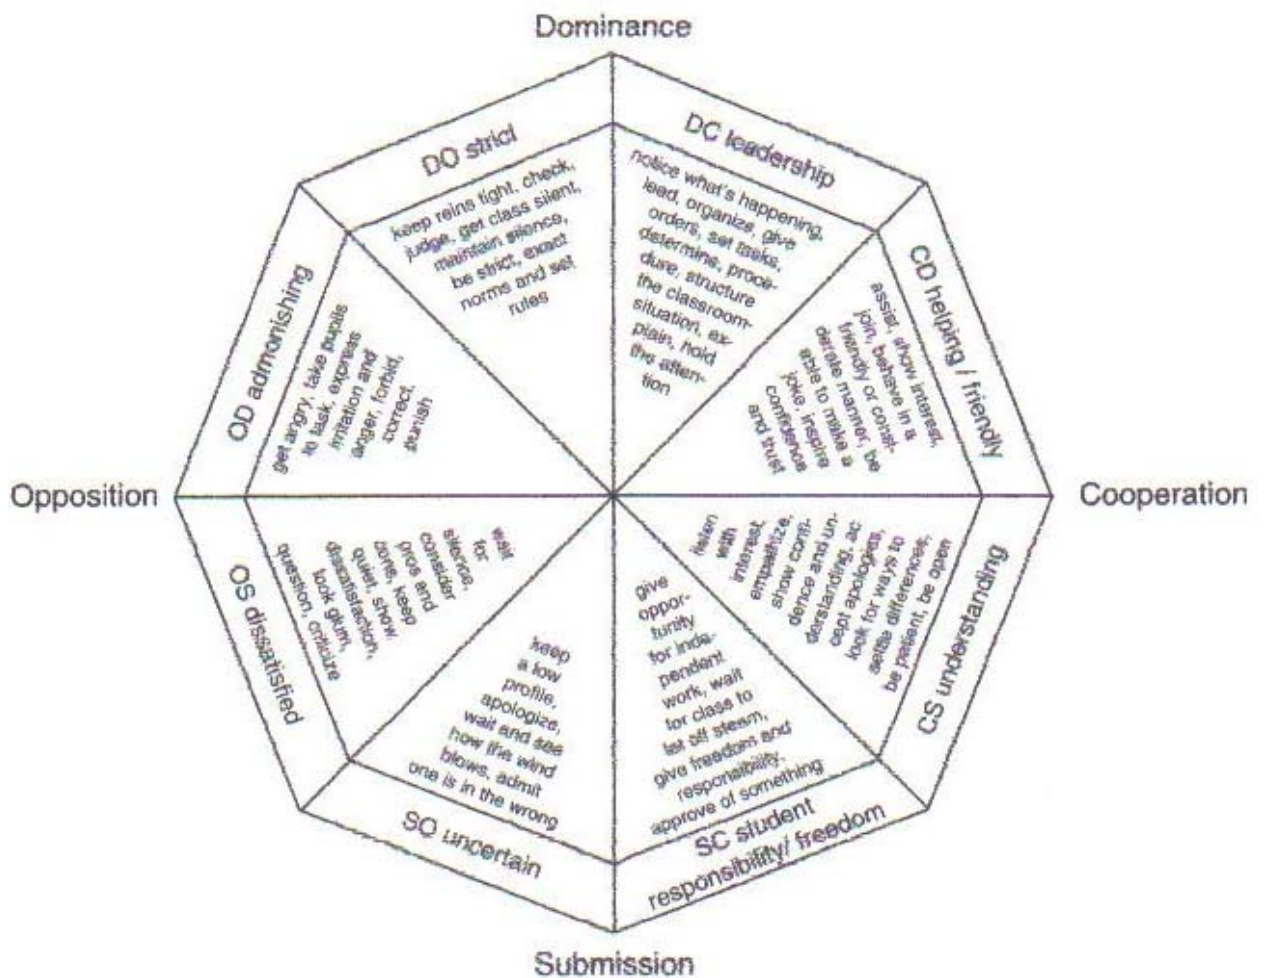 Dominance
DO strict
keep reins tight, check,
judge, get class silent,
maintain silence,
be strict, exact
norms and set
rules
DC leadership
notice what's happening,
lead, organize, give
orders, set tasks,
determine, proce-
dure, structure
the classroom-
situation, ex-
plain, hold
the atten-
tion
CD helping / friendly
assist, show interest,
join, behave in a
friendly or consi-
derate manner, be
able to make a
joke, inspire
confidence
and trust
Cooperation
CS understanding
listen
with
interest,
empathize,
show confi-
dence and un-
derstanding, ac
cept apologies,
look for ways to
settle differences,
be patient, be open
SC student
responsibility/ freedom
give
oppor-
tunity
for inde-
pendent
work, wait
for class to
let off steam,
give freedom and
responsibility,
approve of something
Submission
SO uncertain
keep
a low
profile,
apologize,
wait and see
how the wind
blows, admit
one is in the wrong
OS dissatisfied
wait
for
silence,
consider
pros and
cons, keep
quiet, show
dissatisfaction,
look glum,
question, criticize
Opposition
OD admonishing
get angry, take pupils
to task, express
irritation and
anger, forbid,
correct,
punish